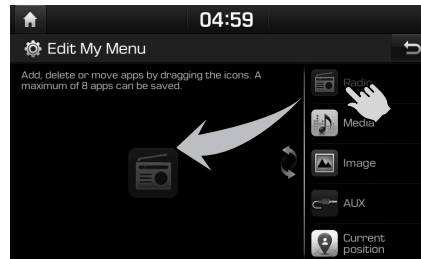 04:59
Edit My Menu
Add, delete or move apps by dragging the icons. A
maximum of 8 apps can be saved.
Radio
Media
Image
AUX
Current
position